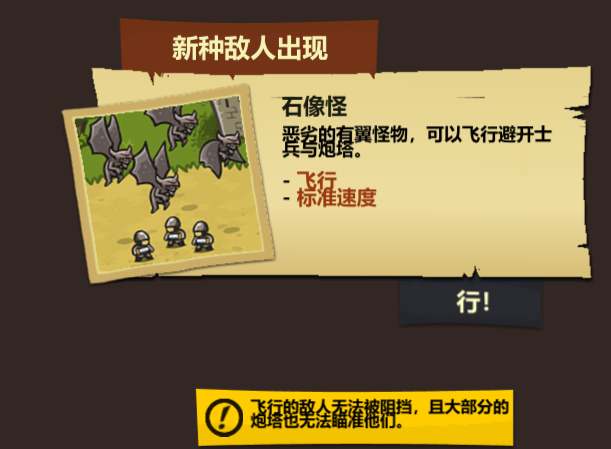 新种敌人出现
石像怪
恶劣的有翼怪物，可以飞行避开士
兵与炮塔。
- 飞行
- 标准速度
行!
飞行的敌人无法被阻挡，且大部分的
炮塔也无法瞄准他们。